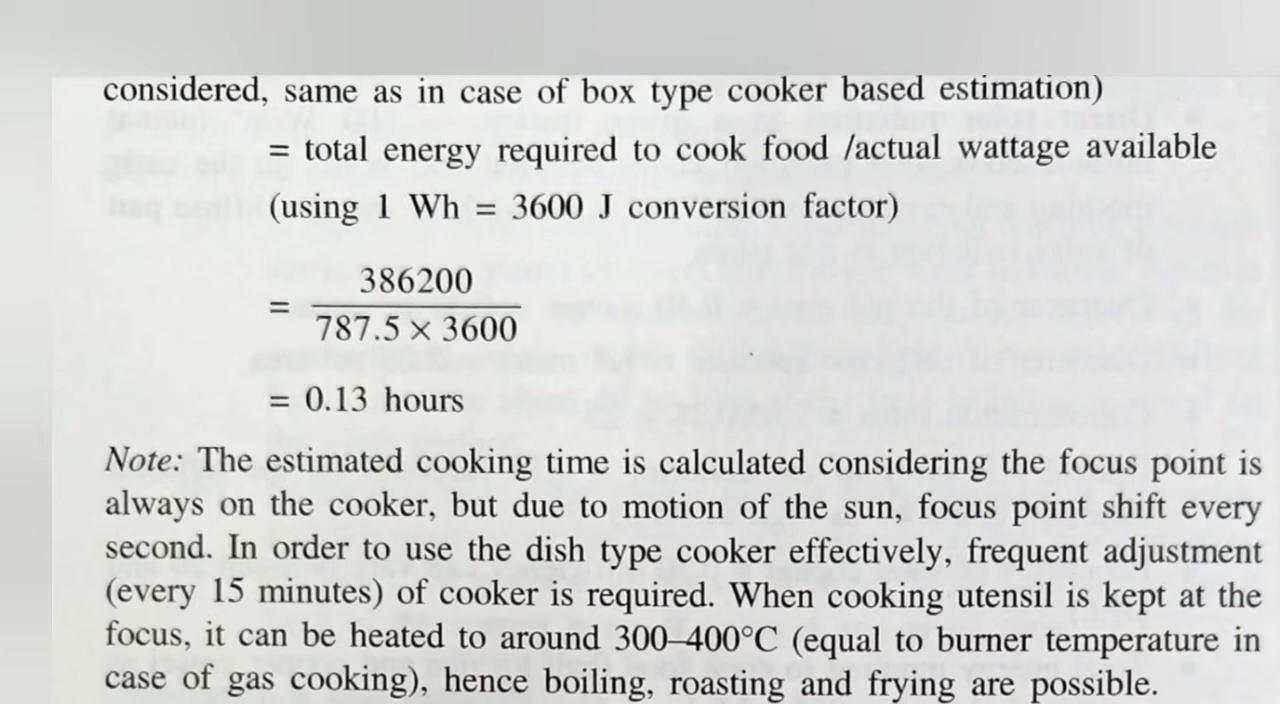 considered, same as in case of box type cooker based estimation)
= total energy required to cook food /actual wattage available
(using 1 Wh = 3600 J conversion factor)
= 386200 / 787.5 × 3600
= 0.13 hours
Note: The estimated cooking time is calculated considering the focus point is
always on the cooker, but due to motion of the sun, focus point shift every
second. In order to use the dish type cooker effectively, frequent adjustment
(every 15 minutes) of cooker is required. When cooking utensil is kept at the
focus, it can be heated to around 300–400°C (equal to burner temperature in
case of gas cooking), hence boiling, roasting and frying are possible.